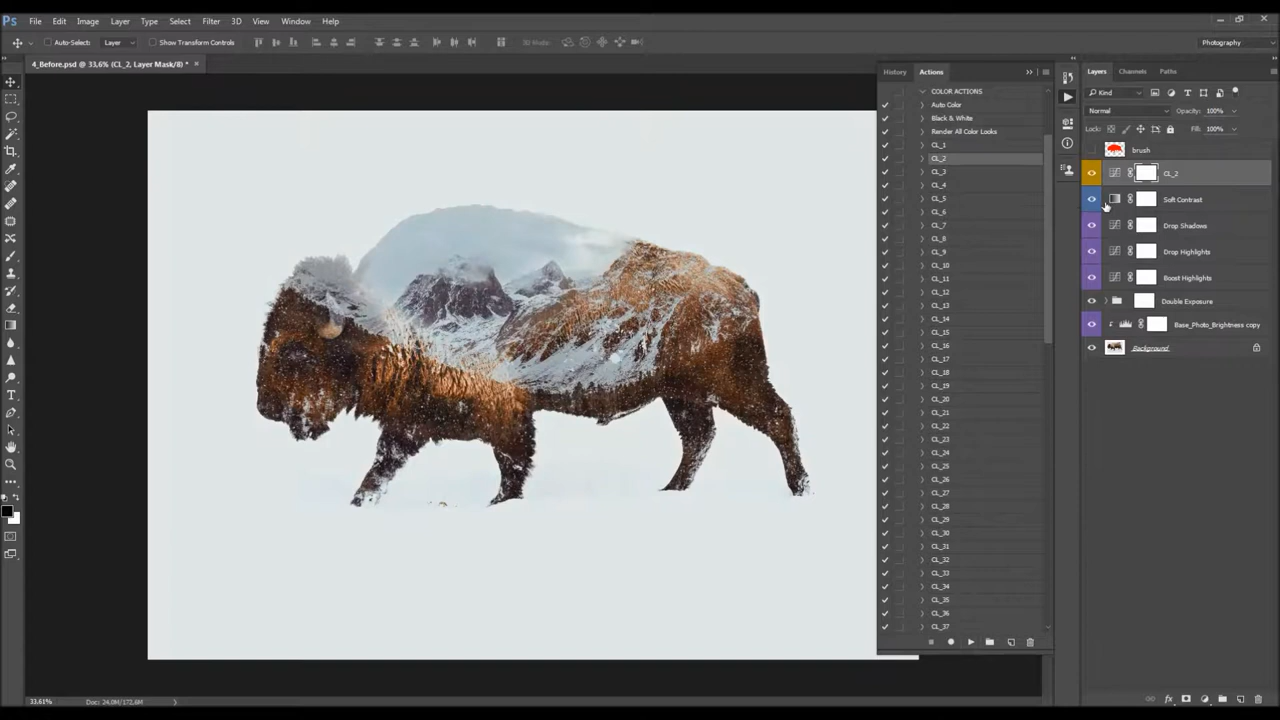 Ps File Edit Image Layer Type Select Filter 3D View Window Help
Auto-Select: Layer Show Transform Controls 3D Mode: Photography
4_Before.psd @ 33,6% (CL_2, Layer Mask/8) * ×
History Actions
COLOR ACTIONS
Auto Color
Black & White
Render All Color Looks
CL_1
CL_2
CL_3
CL_4
CL_5
CL_6
CL_7
CL_8
CL_9
CL_10
CL_11
CL_12
CL_13
CL_14
CL_15
CL_16
CL_17
CL_18
CL_19
CL_20
CL_21
CL_22
CL_23
CL_24
CL_25
CL_26
CL_27
CL_28
CL_29
CL_30
CL_31
CL_32
CL_33
CL_34
CL_35
CL_36
CL_37
Layers Channels Paths
Kind
Normal Opacity: 100%
Lock: Fill: 100%
brush
CL_2
Soft Contrast
Drop Shadows
Drop Highlights
Boost Highlights
Double Exposure
Base_Photo_Brightness copy
Background
33,61% Doc: 24,0M/172,6M